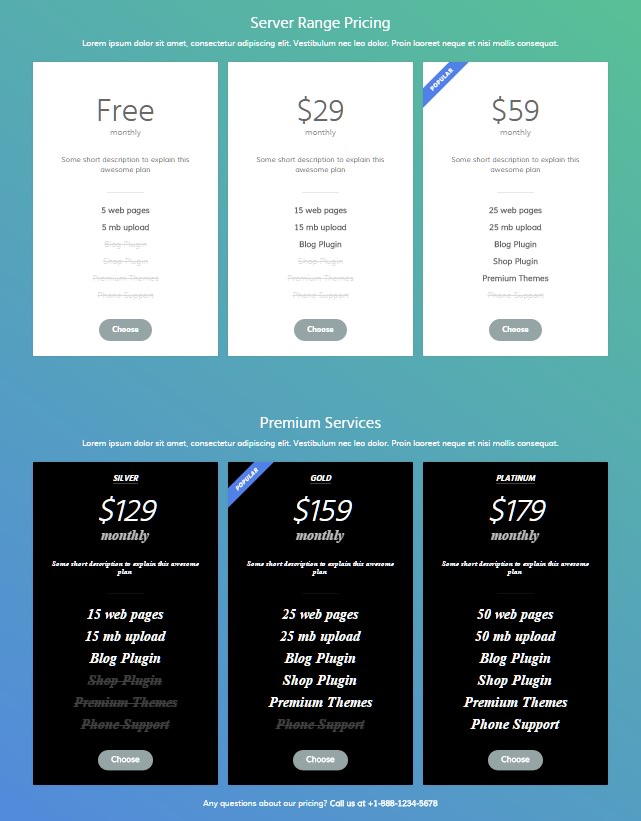 Server Range Pricing
Lorem ipsum dolor sit amet, consectetur adipiscing elit. Vestibulum nec leo dolor. Proin laoreet neque et nisi mollis consequat.
Free
monthly
Some short description to explain this
awesome plan
5 web pages
5 mb upload
Blog Plugin
Shop Plugin
Premium Themes
Phone Support
Choose
$29
monthly
Some short description to explain this
awesome plan
15 web pages
15 mb upload
Blog Plugin
Shop Plugin
Premium Themes
Phone Support
Choose
POPULAR
$59
monthly
Some short description to explain this
awesome plan
25 web pages
25 mb upload
Blog Plugin
Shop Plugin
Premium Themes
Phone Support
Choose
Premium Services
Lorem ipsum dolor sit amet, consectetur adipiscing elit. Vestibulum nec leo dolor. Proin laoreet neque et nisi mollis consequat.
SILVER
$129
monthly
Some short description to explain this awesome
plan
15 web pages
15 mb upload
Blog Plugin
Shop Plugin
Premium Themes
Phone Support
Choose
POPULAR
GOLD
$159
monthly
Some short description to explain this awesome
plan
25 web pages
25 mb upload
Blog Plugin
Shop Plugin
Premium Themes
Phone Support
Choose
PLATINUM
$179
monthly
Some short description to explain this awesome
plan
50 web pages
50 mb upload
Blog Plugin
Shop Plugin
Premium Themes
Phone Support
Choose
Any questions about our pricing? Call us at +1-888-1234-5678